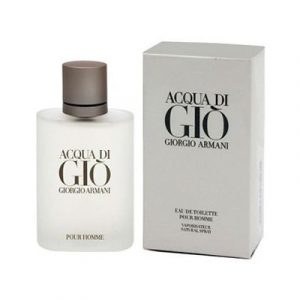 ACQUA DI
GIÒ
GIORGIO ARMANI
POUR HOMME
ACQUA DI
GIÒ
GIORGIO ARMANI
EAU DE TOILETTE
POUR HOMME
VAPORISATEUR
NATURAL SPRAY